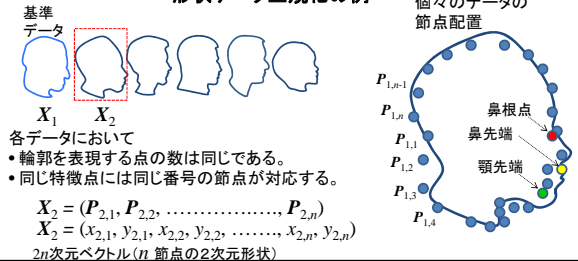 基準
データ
個々のデータの
節点配置
X1 X2
各データにおいて
• 輪郭を表現する点の数は同じである。
• 同じ特徴点には同じ番号の節点が対応する。
X2 = (P2,1, P2,2, ……………….…, P2,n)
X2 = (x2,1, y2,1, x2,2, y2,2, ……., x2,n, y2,n)
2n次元ベクトル(n 節点の2次元形状)
P1,n-1
P1,n
P1,1
P1,2
P1,3
P1,4
鼻根点
鼻先端
顎先端